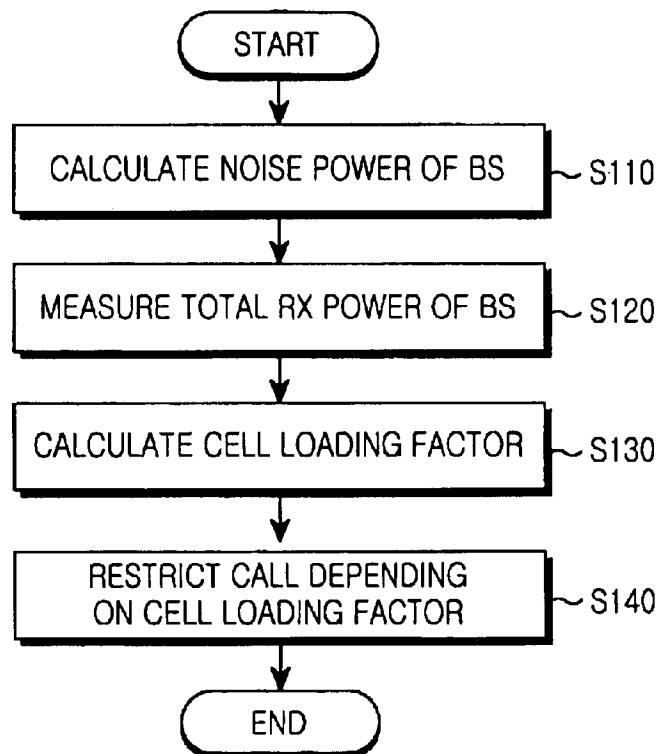 START
CALCULATE NOISE POWER OF BS
S110
MEASURE TOTAL RX POWER OF BS
S120
CALCULATE CELL LOADING FACTOR
S130
RESTRICT CALL DEPENDING
ON CELL LOADING FACTOR
S140
END